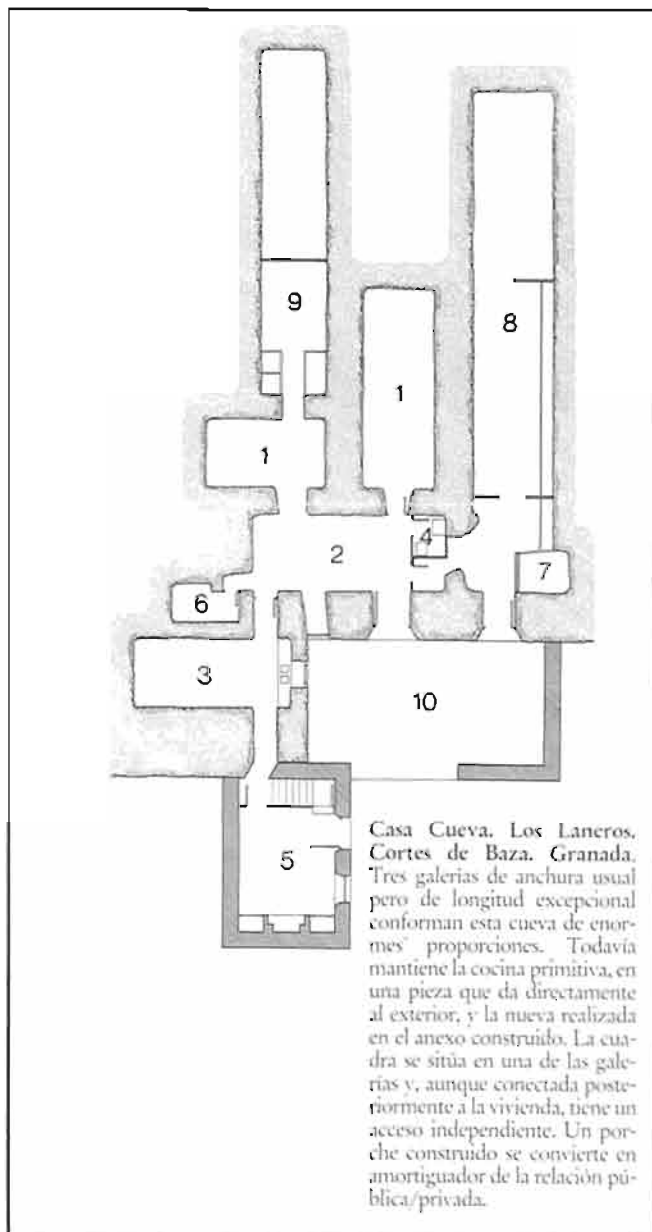 9
8
1
1
4
2
7
6
3
10
5
Casa Cueva. Los Laneros.
Cortes de Baza. Granada.
Tres galerias de anchura usual
pero de longitud excepcional
conforman esta cueva de enor-
mes proporciones. Todavía
mantiene la cocina primitiva, en
una pieza que da directamente
al exterior, y la nueva realizada
en el anexo construido. La cua-
dra se sitúa en una de las gale-
rías y, aunque conectada poste-
riormente a la vivienda, tiene un
acceso independiente. Un por-
che construido se convierte en
amortiguador de la relación pú-
blica/privada.